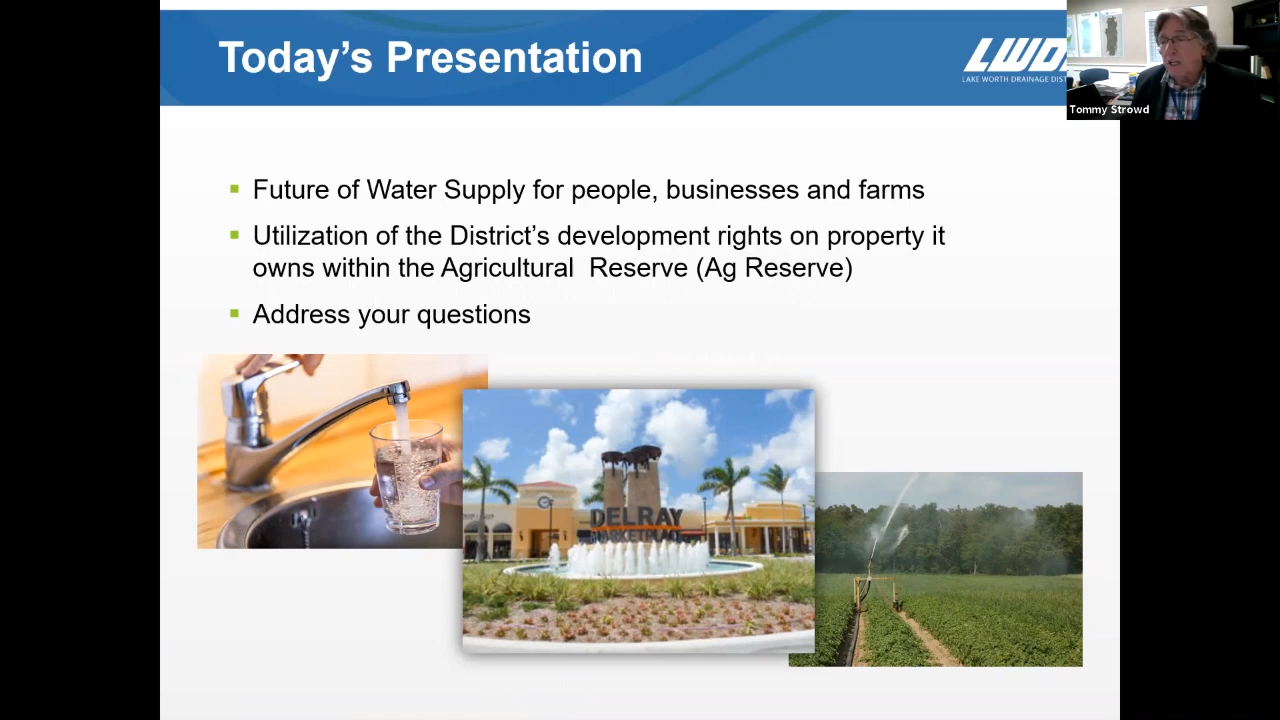 Today's Presentation
LWD
LAKE WORTH DRAINAGE DIST
Tommy Strowd
Future of Water Supply for people, businesses and farms
Utilization of the District's development rights on property it
owns within the Agricultural Reserve (Ag Reserve)
Address your questions
DELRAY
MARKETPLACE